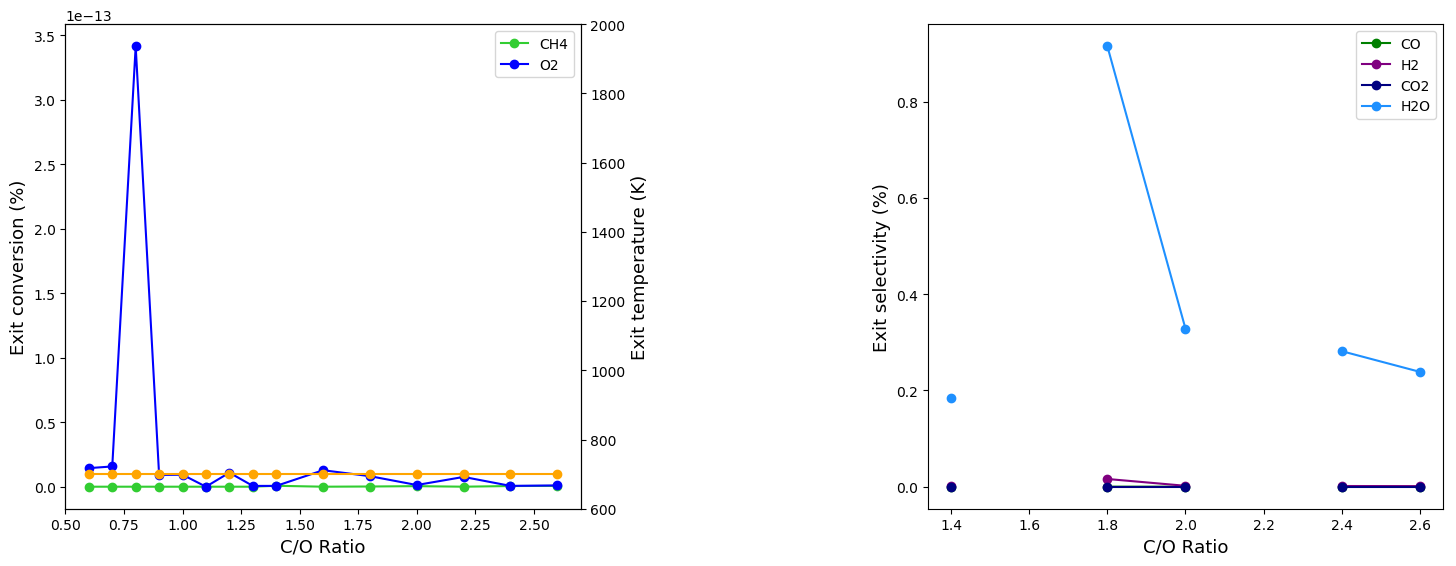 1e−13
3.5
3.0
2.5
2.0
1.5
1.0
0.5
0.0
Exit conversion (%)
0.50 0.75 1.00 1.25 1.50 1.75 2.00 2.25 2.50
C/O Ratio
CH4
O2
2000
1800
1600
1400
1200
1000
800
600
Exit temperature (K)
0.8
0.6
0.4
0.2
0.0
Exit selectivity (%)
1.4 1.6 1.8 2.0 2.2 2.4 2.6
C/O Ratio
CO
H2
CO2
H2O